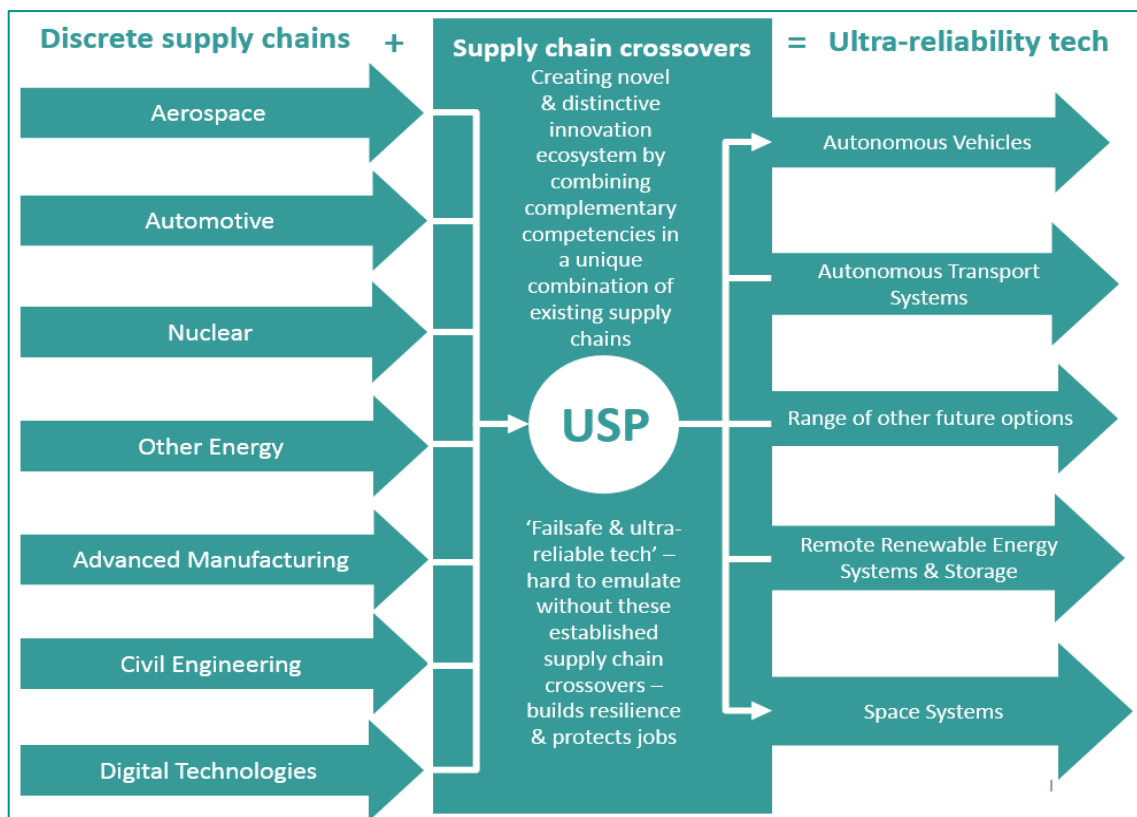 Discrete supply chains + Supply chain crossovers = Ultra-reliability tech
Aerospace
Automotive
Nuclear
Other Energy
Advanced Manufacturing
Civil Engineering
Digital Technologies
Creating novel
& distinctive
innovation
ecosystem by
combining
complementary
competencies in
a unique
combination of
existing supply
chains
USP
‘Failsafe & ultra-
reliable tech’ –
hard to emulate
without these
established
supply chain
crossovers –
builds resilience
& protects jobs
Autonomous Vehicles
Autonomous Transport
Systems
Range of other future options
Remote Renewable Energy
Systems & Storage
Space Systems